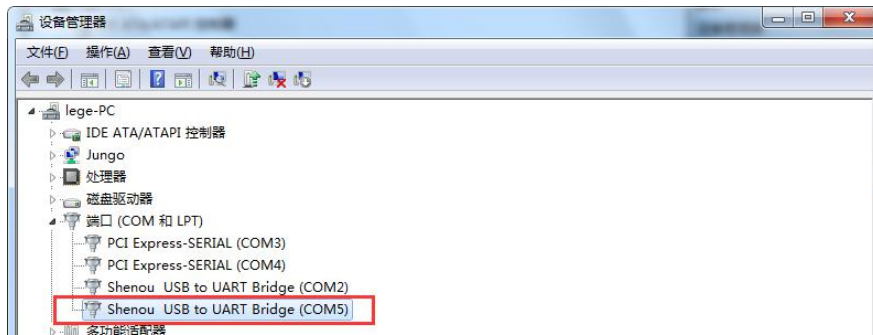 设备管理器
文件(F) 操作(A) 查看(V) 帮助(H)
lege-PC
IDE ATA/ATAPI 控制器
Jungo
处理器
磁盘驱动器
端口 (COM 和 LPT)
PCI Express-SERIAL (COM3)
PCI Express-SERIAL (COM4)
Shenou  USB to UART Bridge (COM2)
Shenou  USB to UART Bridge (COM5)
多功能适配器